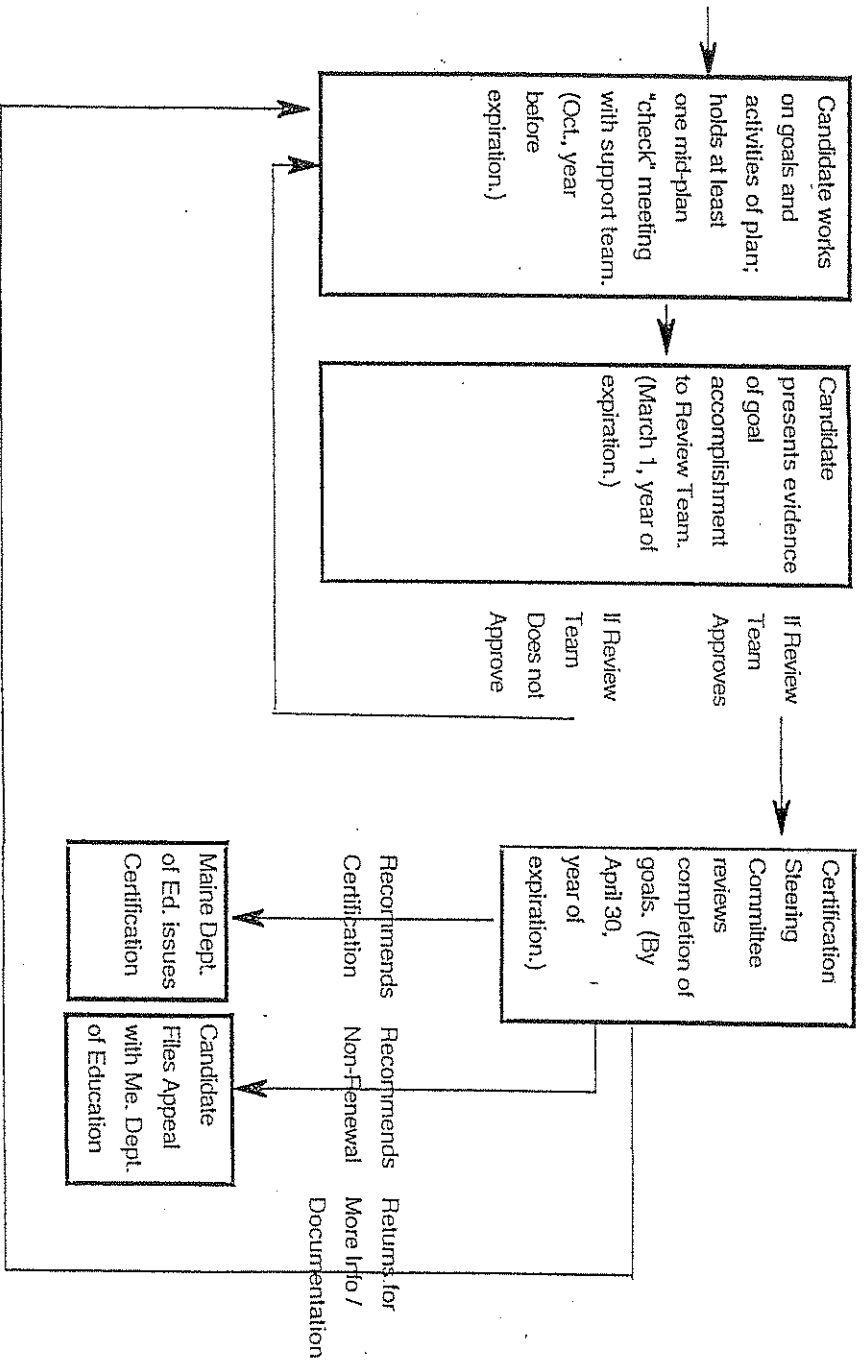 Candidate works
on goals and
activities of plan;
holds at least
one mid-plan
"check" meeting
with support team.
(Oct., year
before
expiration.)
Candidate
presents evidence
of goal
accomplishment
to Review Team.
(March 1, year of
expiration.)
If Review
Team
Approves
If Review
Team
Does not
Approve
Certification
Steering
Committee
reviews
completion of
goals. (By
April 30,
year of
expiration.)
Recommends
Certification
Recommends
Non-Renewal
Returns for
More Info /
Documentation
Maine Dept.
of Ed. issues
Certification
Candidate
Files Appeal
with Me. Dept.
of Education